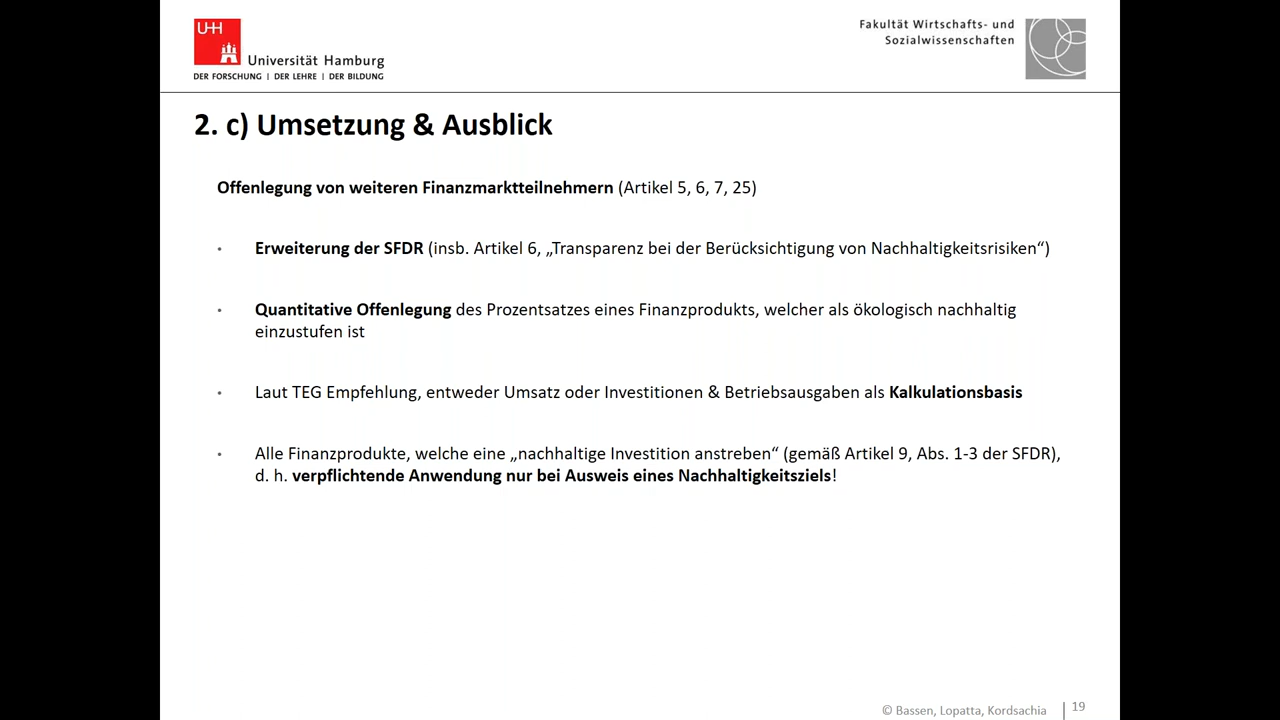 UHH
Universität Hamburg
DER FORSCHUNG | DER LEHRE | DER BILDUNG
Fakultät Wirtschafts- und
Sozialwissenschaften
2. c) Umsetzung & Ausblick
Offenlegung von weiteren Finanzmarktteilnehmern (Artikel 5, 6, 7, 25)
• Erweiterung der SFDR (insb. Artikel 6, „Transparenz bei der Berücksichtigung von Nachhaltigkeitsrisiken“)
• Quantitative Offenlegung des Prozentsatzes eines Finanzprodukts, welcher als ökologisch nachhaltig
einzustufen ist
• Laut TEG Empfehlung, entweder Umsatz oder Investitionen & Betriebsausgaben als Kalkulationsbasis
• Alle Finanzprodukte, welche eine „nachhaltige Investition anstreben“ (gemäß Artikel 9, Abs. 1-3 der SFDR),
d. h. verpflichtende Anwendung nur bei Ausweis eines Nachhaltigkeitsziels!
© Bassen, Lopatta, Kordsachia | 19